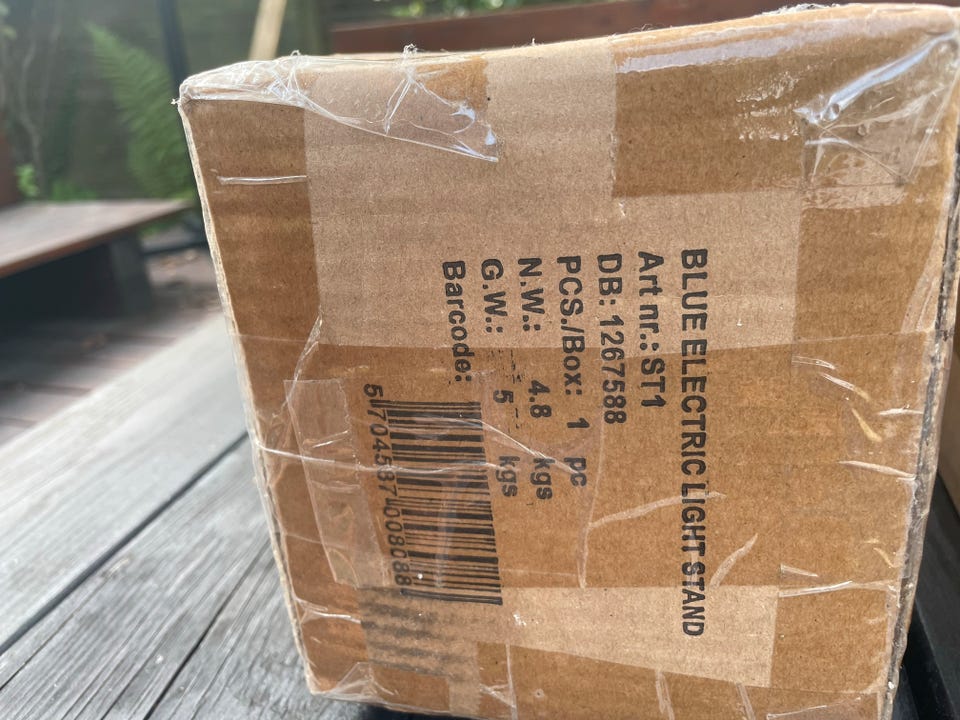 BLUE ELECTRIC LIGHT STAND
Art nr.: ST1
DB: 1267588
PCS./Box: 1 pc
N.W.: 4.8 kgs
G.W.: 5 kgs
Barcode:
5704587008088